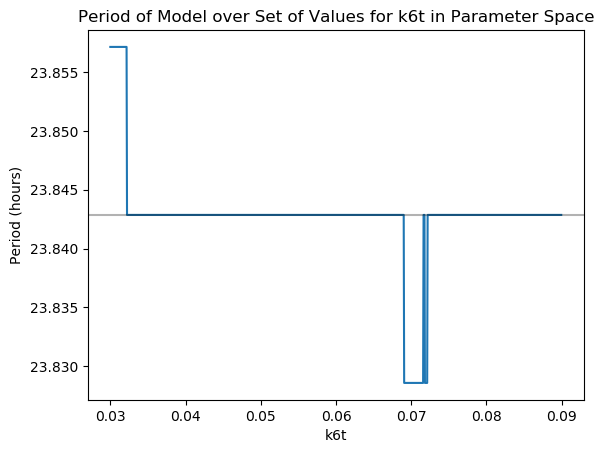 Period of Model over Set of Values for k6t in Parameter Space
23.855
23.850
23.845
23.840
23.835
23.830
Period (hours)
0.03 0.04 0.05 0.06 0.07 0.08 0.09
k6t